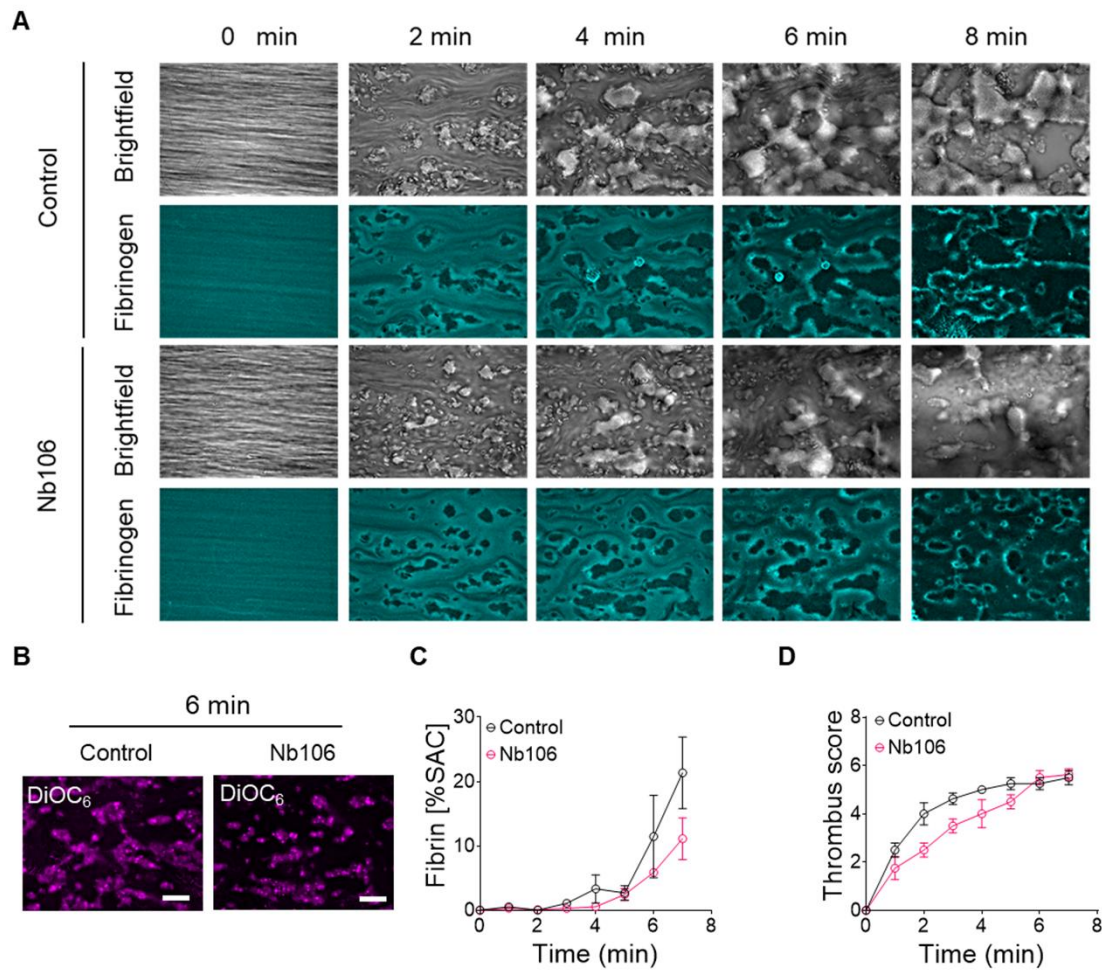 A
0 min 2 min 4 min 6 min 8 min
Control
Brightfield
Fibrinogen
Nb106
Brightfield
Fibrinogen
B
6 min
Control Nb106
DiOC₆ DiOC₆
C
Control
Nb106
Fibrin [%SAC]
30
20
10
0
0 2 4 6 8
Time (min)
D
Control
Nb106
Thrombus score
8
6
4
2
0
0 2 4 6 8
Time (min)